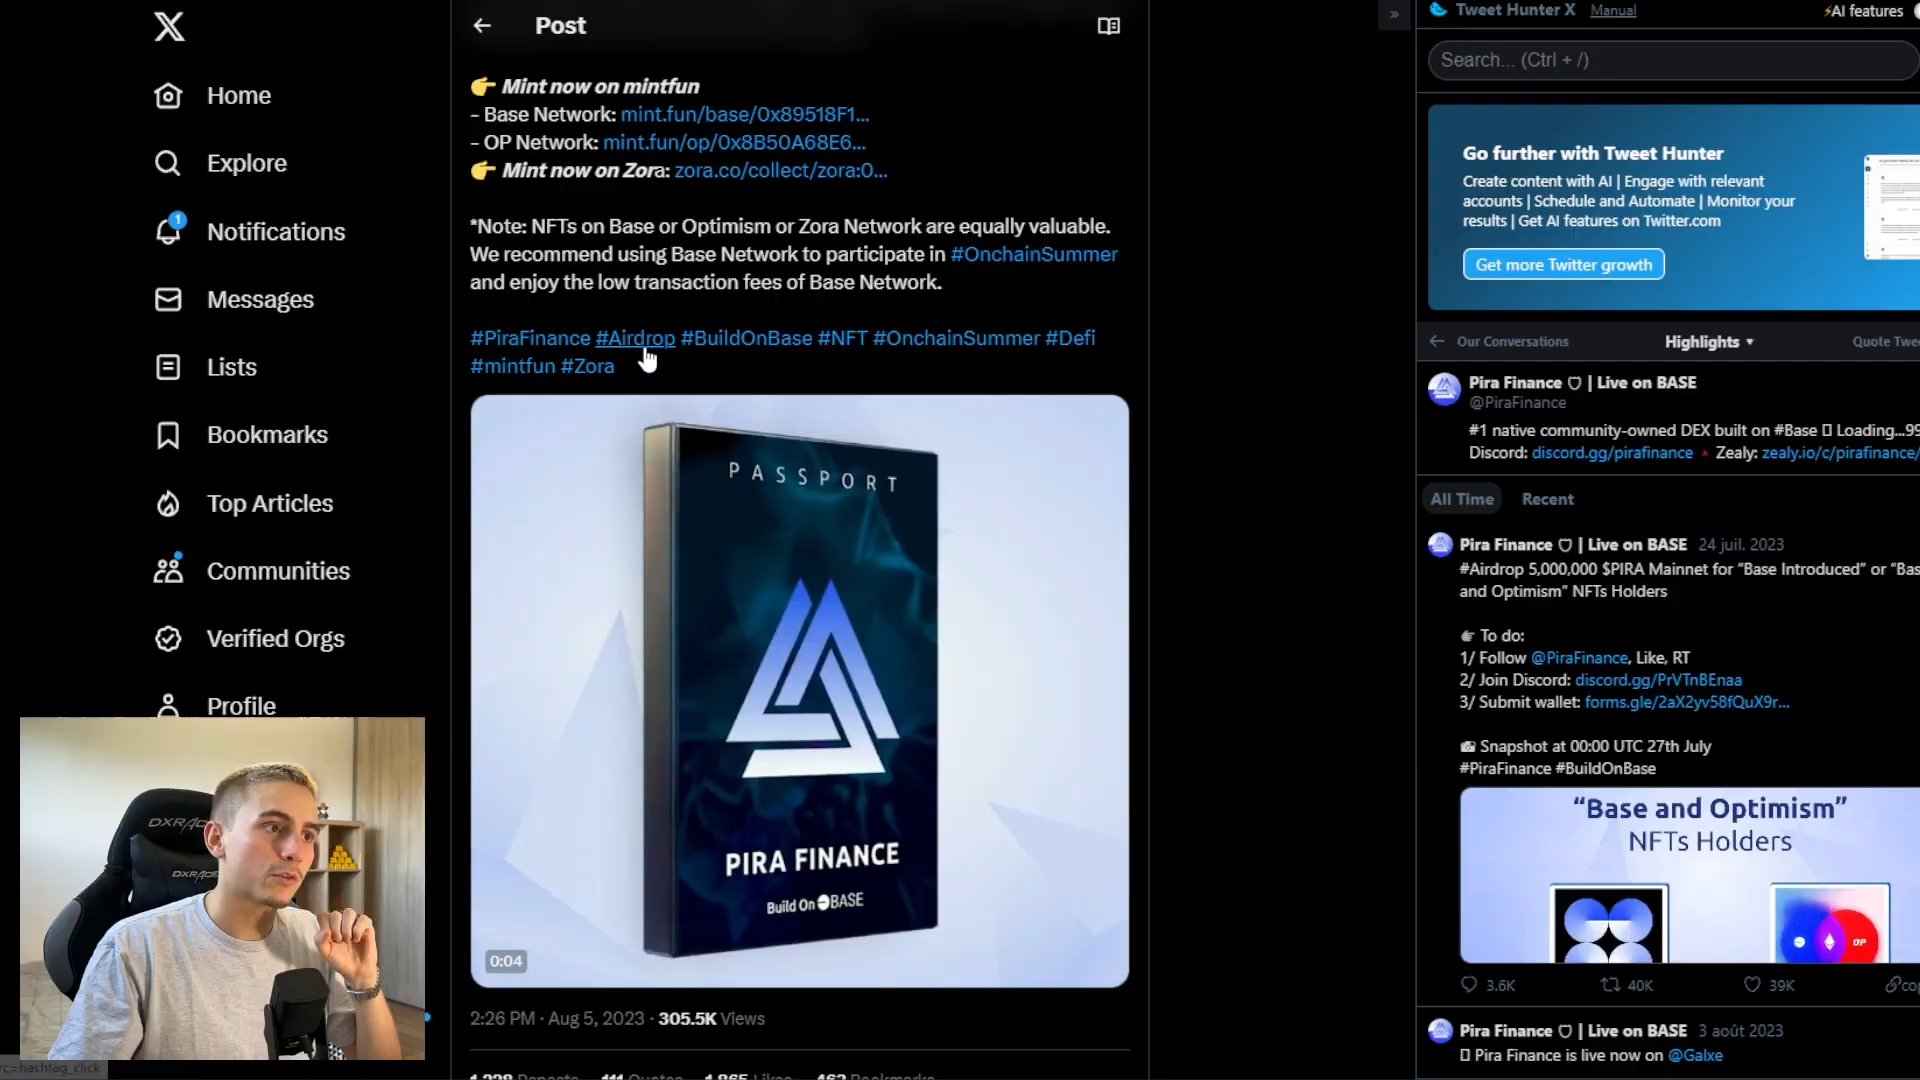 Post
Home
Explore
1
Notifications
Messages
Lists
Bookmarks
Top Articles
Communities
Verified Orgs
Profile
👉 Mint now on mintfun
- Base Network: mint.fun/base/0x89518F1...
- OP Network: mint.fun/op/0x8B50A68E6...
👉 Mint now on Zora: zora.co/collect/zora:0...
*Note: NFTs on Base or Optimism or Zora Network are equally valuable.
We recommend using Base Network to participate in #OnchainSummer
and enjoy the low transaction fees of Base Network.
#PiraFinance #Airdrop #BuildOnBase #NFT #OnchainSummer #Defi
#mintfun #Zora
PASSPORT
PIRA FINANCE
Build On BASE
0:04
2:26 PM · Aug 5, 2023 · 305.5K Views
DXRACER
Tweet Hunter X Manual
⚡AI features
Search... (Ctrl + /)
Go further with Tweet Hunter
Create content with AI | Engage with relevant
accounts | Schedule and Automate | Monitor your
results | Get AI features on Twitter.com
Get more Twitter growth
Our Conversations
Highlights ▾
Quote Twee
Pira Finance 🛡 | Live on BASE
@PiraFinance
#1 native community-owned DEX built on #Base Loading...99
Discord: discord.gg/pirafinance 🔸 Zealy: zealy.io/c/pirafinance/
All Time
Recent
Pira Finance 🛡 | Live on BASE 24 juil. 2023
#Airdrop 5,000,000 $PIRA Mainnet for “Base Introduced” or “Bas
and Optimism” NFTs Holders
To do:
1/ Follow @PiraFinance, Like, RT
2/ Join Discord: discord.gg/PrVTnBEnaa
3/ Submit wallet: forms.gle/2aX2yv58fQuX9r...
📸 Snapshot at 00:00 UTC 27th July
#PiraFinance #BuildOnBase
“Base and Optimism”
NFTs Holders
OP
3.6K
40K
39K
cop
Pira Finance 🛡 | Live on BASE 3 août 2023
Pira Finance is live now on @Galxe
rc=hashtag_click